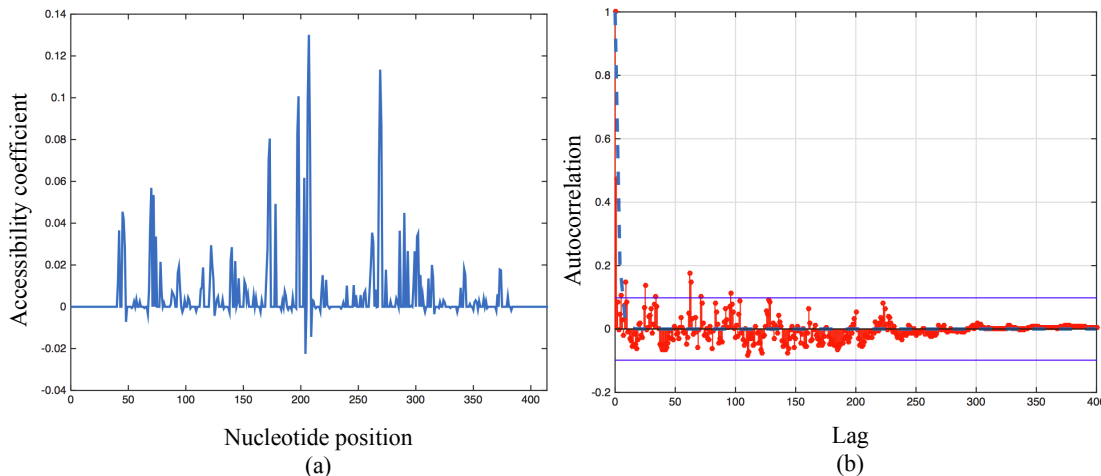 0.14
0.12
0.1
0.08
0.06
0.04
0.02
0
-0.02
-0.04
0 50 100 150 200 250 300 350 400
Accessibility coefficient
Nucleotide position
(a)
1
0.8
0.6
0.4
0.2
0
-0.2
0 50 100 150 200 250 300 350 400
Autocorrelation
Lag
(b)